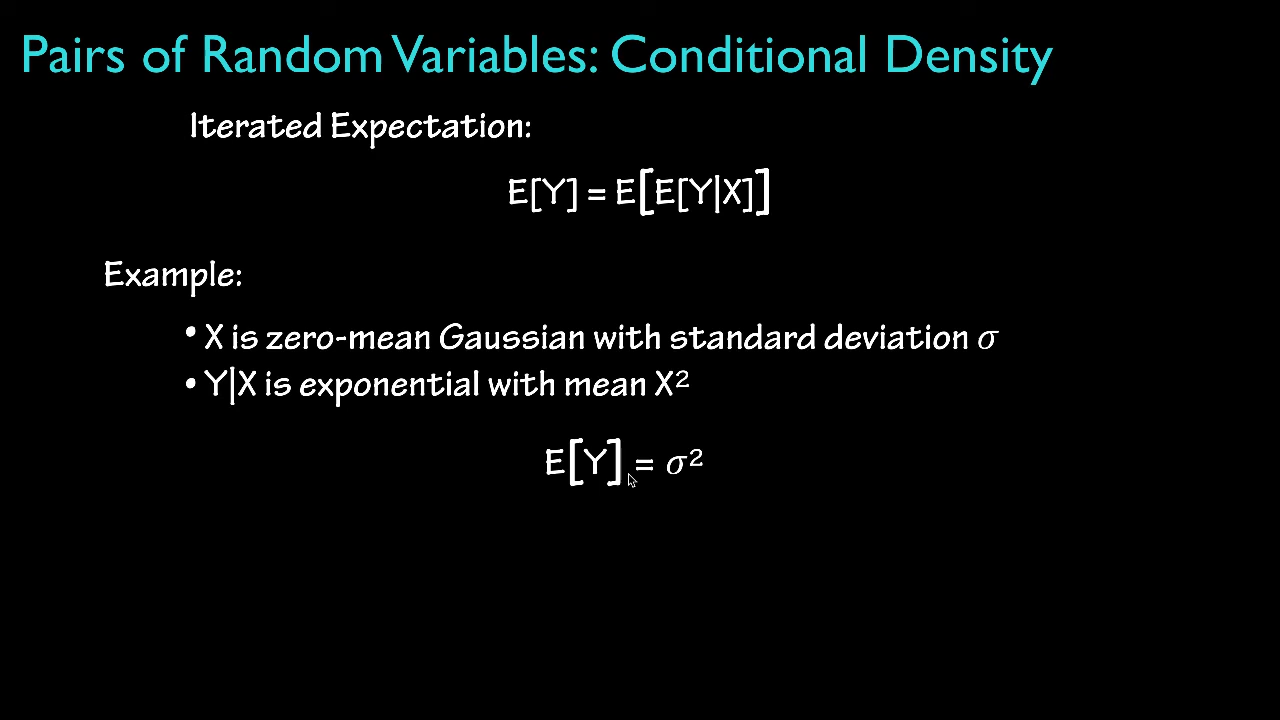 Pairs of Random Variables: Conditional Density
Iterated Expectation:
E[Y] = E[E[Y|X]]
Example:
• X is zero-mean Gaussian with standard deviation σ
• Y|X is exponential with mean X²
E[Y] = σ²